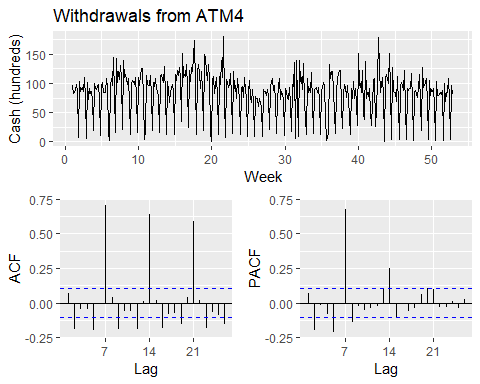 Withdrawals from ATM4
Cash (hundreds)
150
100
50
0
0 10 20 30 40 50
Week
ACF
0.75
0.50
0.25
0.00
-0.25
7 14 21
Lag
PACF
0.75
0.50
0.25
0.00
-0.25
7 14 21
Lag